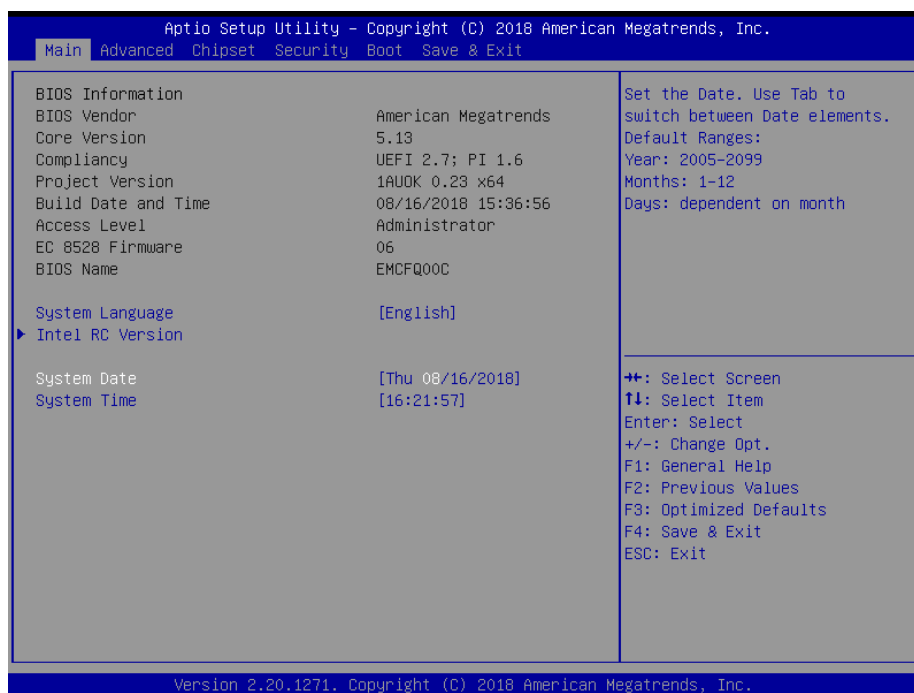 Aptio Setup Utility – Copyright (C) 2018 American Megatrends, Inc.
Main Advanced Chipset Security Boot Save & Exit
BIOS Information
BIOS Vendor American Megatrends
Core Version 5.13
Compliancy UEFI 2.7; PI 1.6
Project Version 1AUOK 0.23 x64
Build Date and Time 08/16/2018 15:36:56
Access Level Administrator
EC 8528 Firmware 06
BIOS Name EMCFQ00C
System Language [English]
Intel RC Version
System Date [Thu 08/16/2018]
System Time [16:21:57]
Set the Date. Use Tab to
switch between Date elements.
Default Ranges:
Year: 2005-2099
Months: 1-12
Days: dependent on month
→←: Select Screen
↑↓: Select Item
Enter: Select
+/-: Change Opt.
F1: General Help
F2: Previous Values
F3: Optimized Defaults
F4: Save & Exit
ESC: Exit
Version 2.20.1271. Copyright (C) 2018 American Megatrends, Inc.